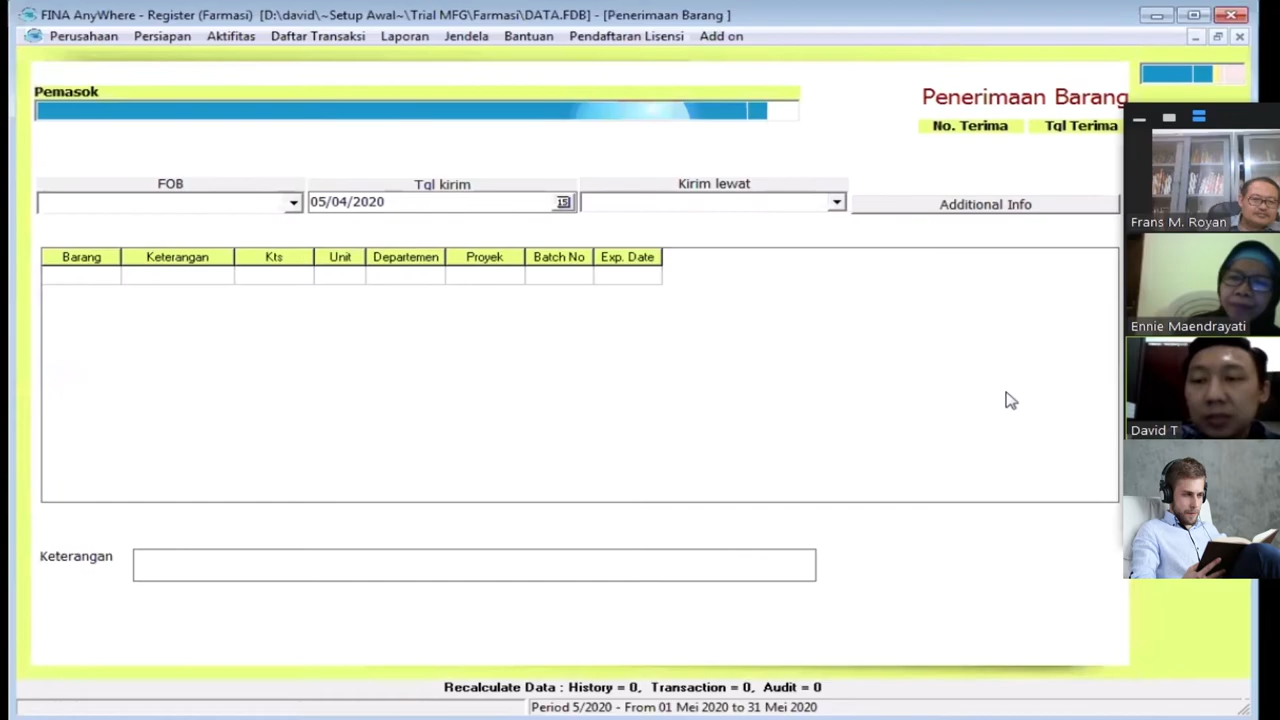 FINA AnyWhere - Register (Farmasi) [D:\david\~Setup Awal~\Trial MFG\Farmasi\DATA.FDB] - [Penerimaan Barang ]
Perusahaan Persiapan Aktifitas Daftar Transaksi Laporan Jendela Bantuan Pendaftaran Lisensi Add on
Pemasok
Penerimaan Barang
No. Terima Tgl Terima
FOB Tgl kirim Kirim lewat
05/04/2020 15 Additional Info
Barang Keterangan Kts Unit Departemen Proyek Batch No Exp. Date
Frans M. Royan
Ennie Maendrayati
David T
Keterangan
Recalculate Data : History = 0, Transaction = 0, Audit = 0
Period 5/2020 - From 01 Mei 2020 to 31 Mei 2020